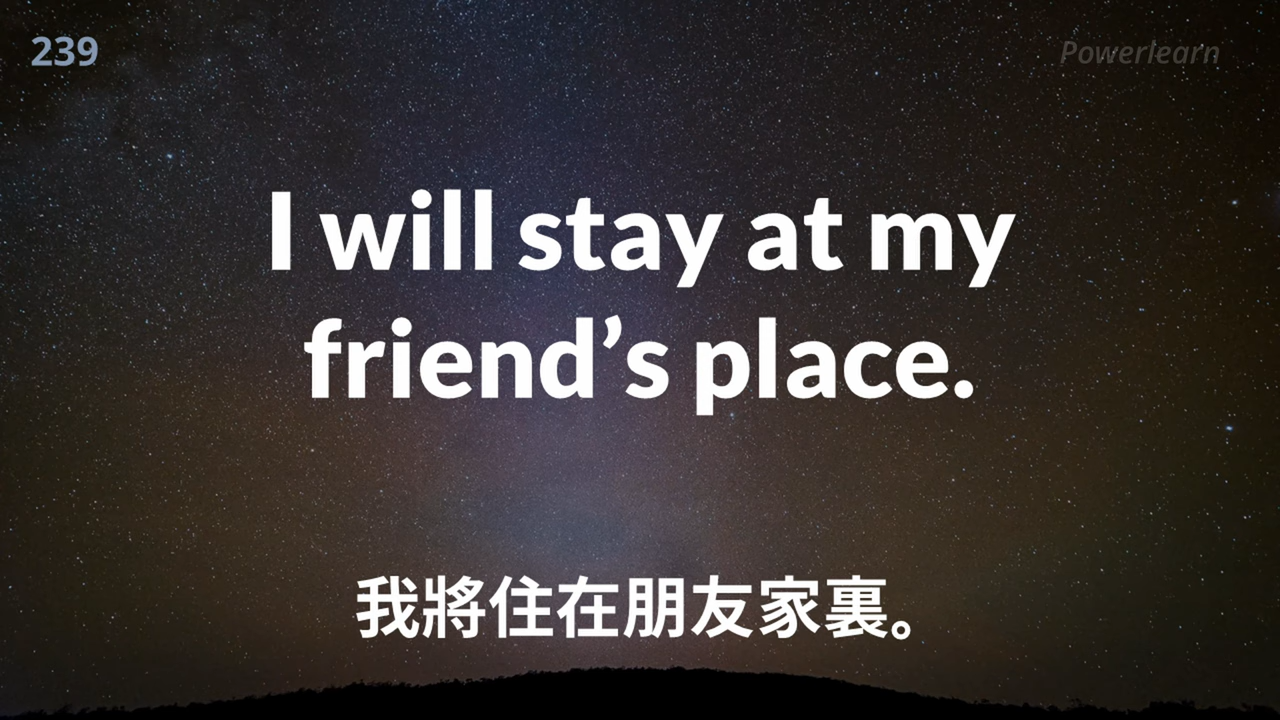 239
Powerlearn
I will stay at my
friend’s place.
我將住在朋友家裏。